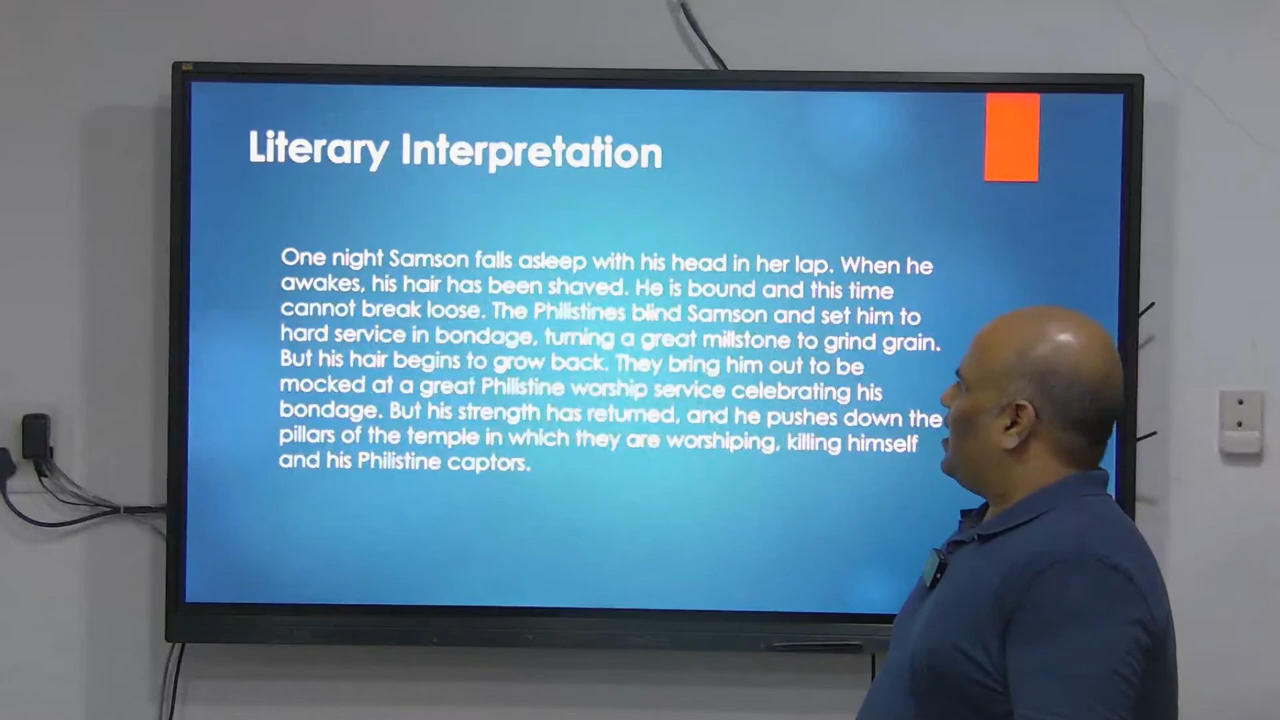 Literary Interpretation
One night Samson falls asleep with his head in her lap. When he
awakes, his hair has been shaved. He is bound and this time
cannot break loose. The Philistines blind Samson and set him to
hard service in bondage, turning a great millstone to grind grain.
But his hair begins to grow back. They bring him out to be
mocked at a great Philistine worship service celebrating his
bondage. But his strength has returned, and he pushes down the
pillars of the temple in which they are worshiping, killing himself
and his Philistine captors.